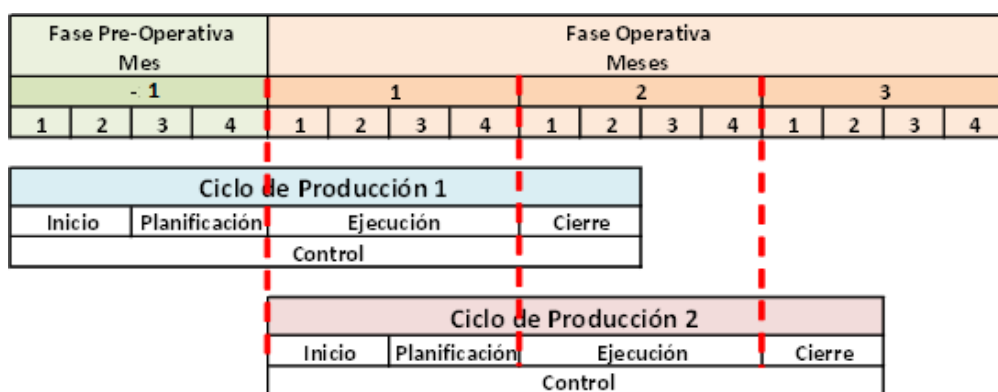 Fase Pre-Operativa Fase Operativa
Mes Meses
- 1 1 2 3
1 2 3 4 1 2 3 4 1 2 3 4 1 2 3 4
Ciclo de Producción 1
Inicio Planificación Ejecución Cierre
Control
Ciclo de Producción 2
Inicio Planificación Ejecución Cierre
Control